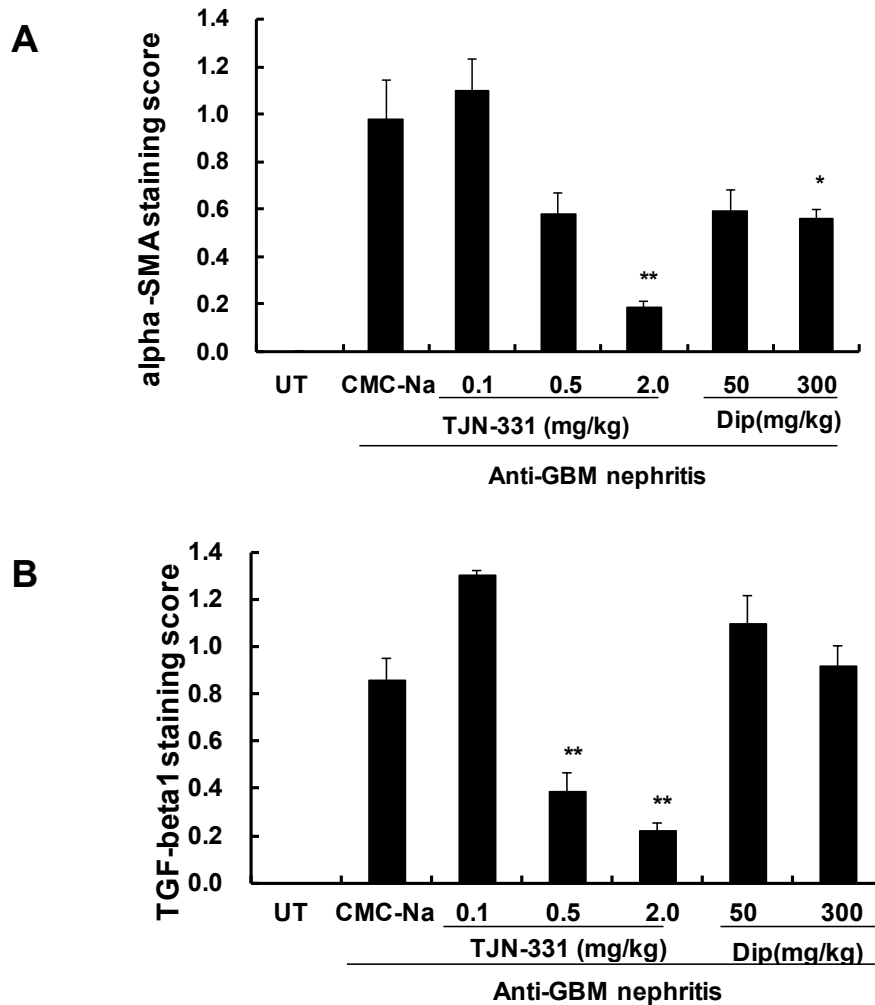 A
alpha -SMA staining score
1.4
1.2
1.0
0.8
0.6
0.4
0.2
0.0
**
*
UT CMC-Na 0.1 0.5 2.0 50 300
TJN-331 (mg/kg) Dip(mg/kg)
Anti-GBM nephritis
B
TGF-beta1 staining score
1.4
1.2
1.0
0.8
0.6
0.4
0.2
0.0
**
**
UT CMC-Na 0.1 0.5 2.0 50 300
TJN-331 (mg/kg) Dip(mg/kg)
Anti-GBM nephritis